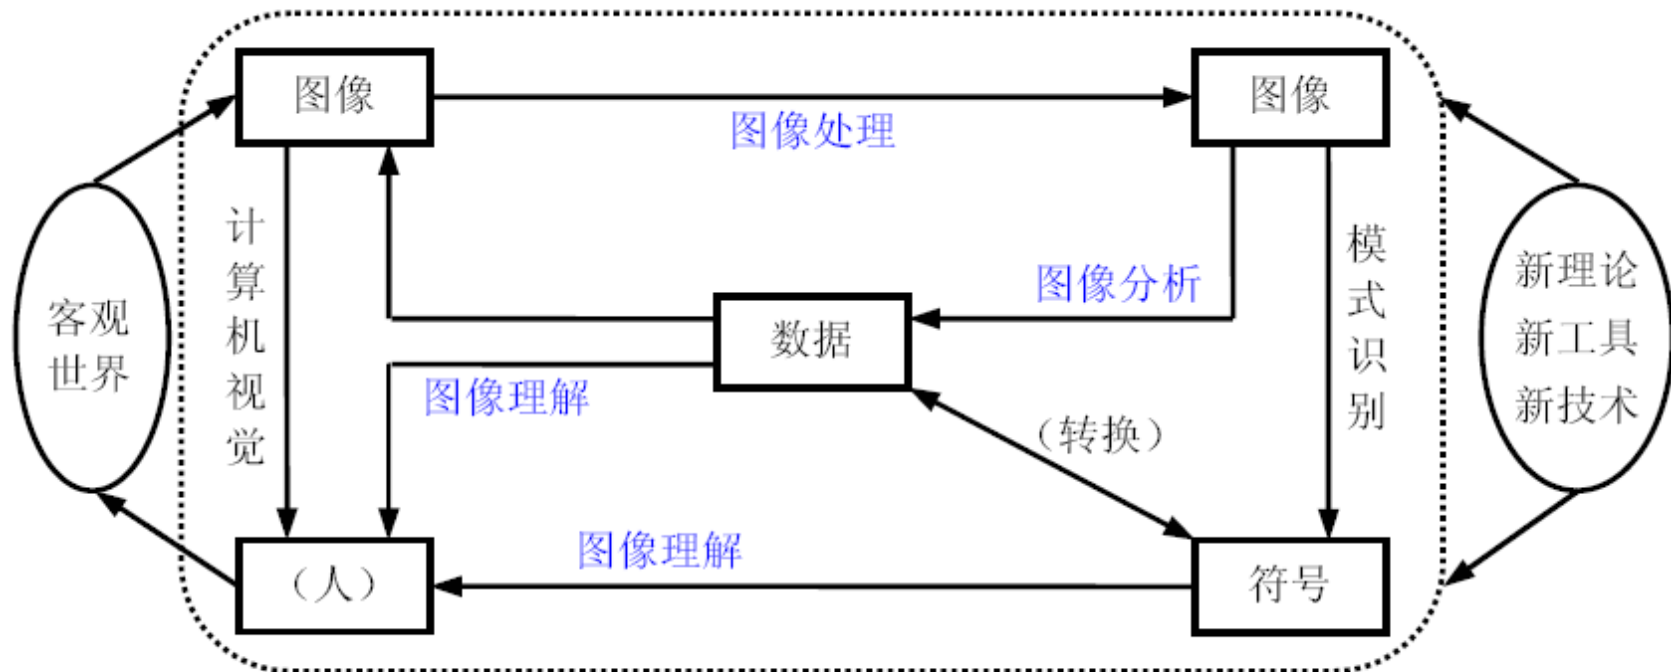 图像
图像
图像处理
计算机视觉
模式识别
图像分析
客观
世界
数据
新理论
新工具
新技术
图像理解
（转换）
图像理解
（人）
符号